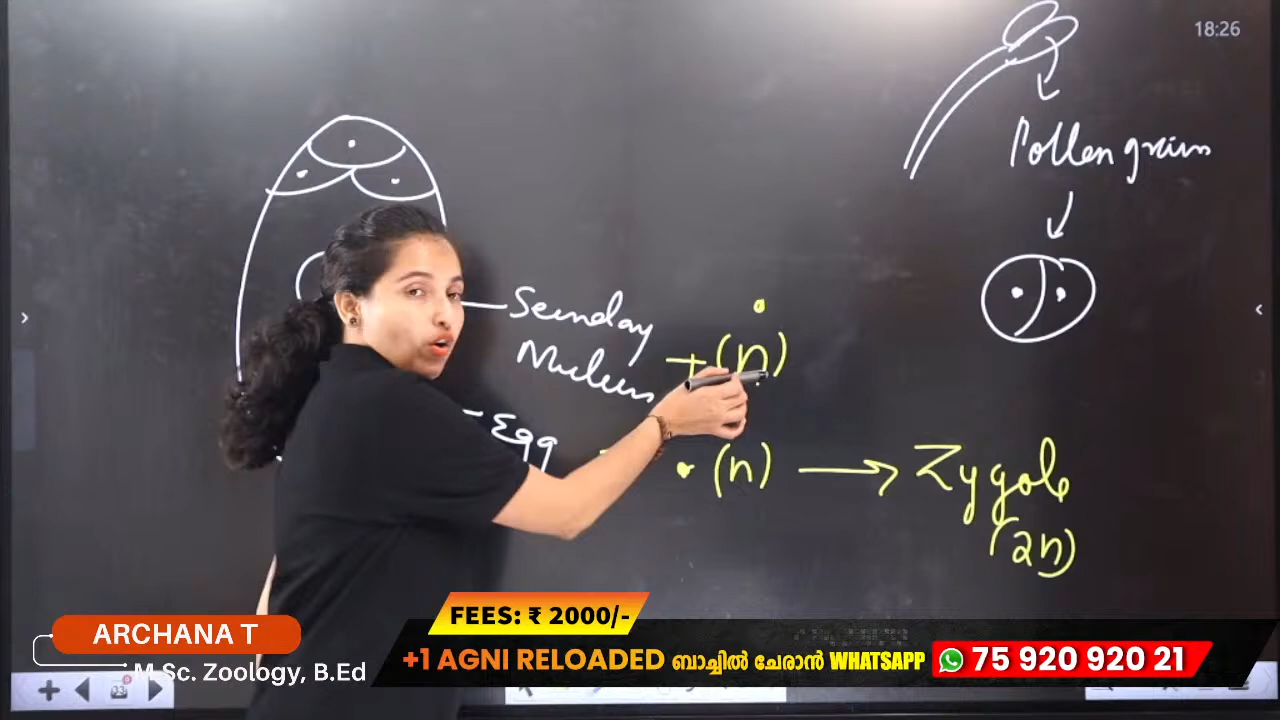 18:26
Pollen grains
Secondary
Nucleus
+ (n)
Egg
(n) → Zygote
(2n)
FEES: ₹ 2000/-
ARCHANA T
M.Sc. Zoology, B.Ed
+1 AGNI RELOADED ബാച്ചിൽ ചേരാൻ WHATSAPP 75 920 920 21